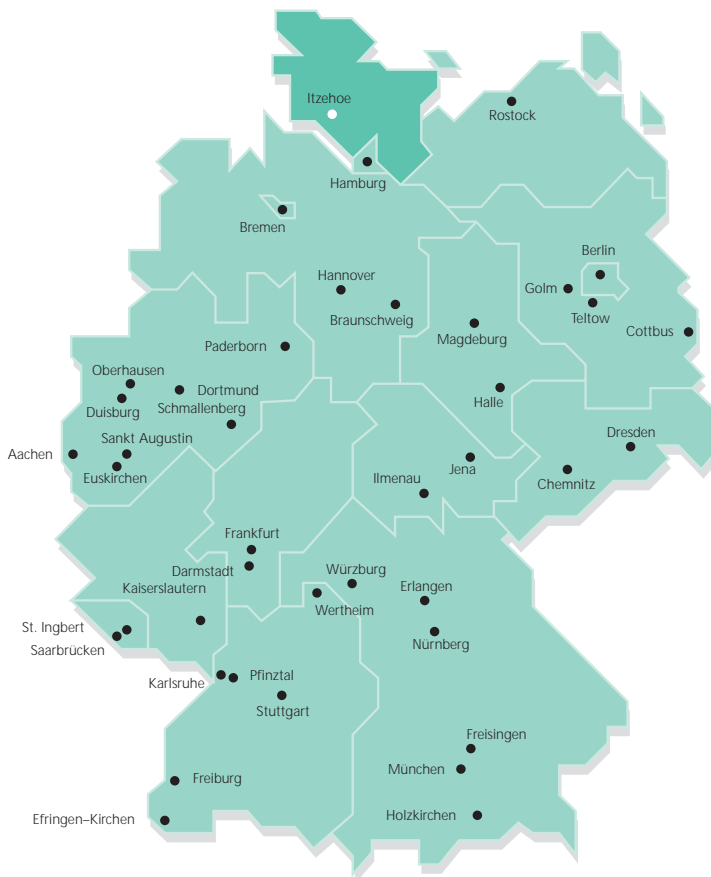 Itzehoe
Rostock
Hamburg
Bremen
Berlin
Hannover
Golm
Braunschweig
Teltow
Cottbus
Magdeburg
Paderborn
Oberhausen
Dortmund
Duisburg
Schmallenberg
Halle
Dresden
Sankt Augustin
Aachen
Jena
Euskirchen
Ilmenau
Chemnitz
Frankfurt
Darmstadt
Würzburg
Kaiserslautern
Erlangen
Wertheim
St. Ingbert
Nürnberg
Saarbrücken
Pfinztal
Karlsruhe
Stuttgart
Freisingen
München
Freiburg
Holzkirchen
Efringen–Kirchen